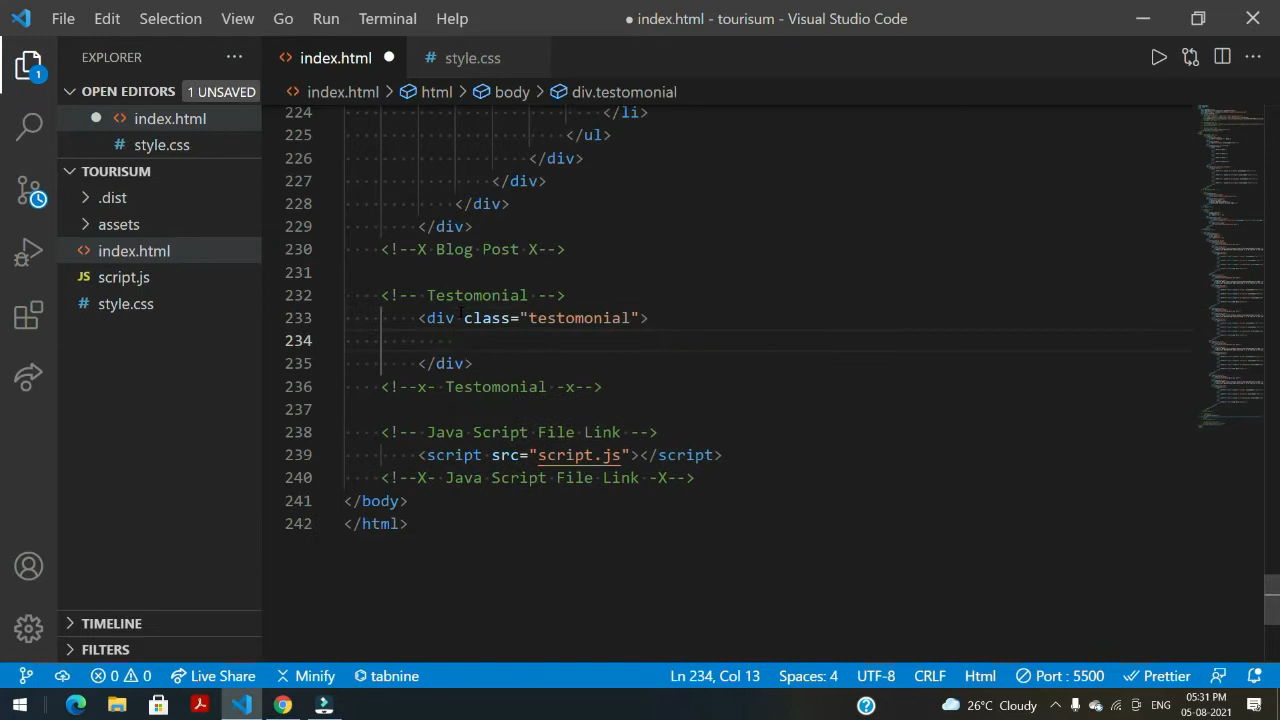 File Edit Selection View Go Run Terminal Help
● index.html - tourisum - Visual Studio Code
EXPLORER
OPEN EDITORS 1 UNSAVED
index.html
style.css
TOURISUM
.dist
assets
index.html
script.js
style.css
TIMELINE
FILTERS
1
index.html
style.css
index.html > html > body > div.testomonial
224 </li>
225 </ul>
226 </div>
227 </div>
228 </div>
229 </div>
230 <!--X Blog Post X-->
231
232 <!-- Testomonial -->
233 <div class="testomonial">
234
235 </div>
236 <!--x- Testomonial -x-->
237
238 <!-- Java Script File Link -->
239 <script src="script.js"></script>
240 <!--X- Java Script File Link -X-->
241 </body>
242 </html>
0 0 Live Share Minify tabnine
Ln 234, Col 13 Spaces: 4 UTF-8 CRLF Html Port : 5500 Prettier
26°C Cloudy ENG
05:31 PM
05-08-2021